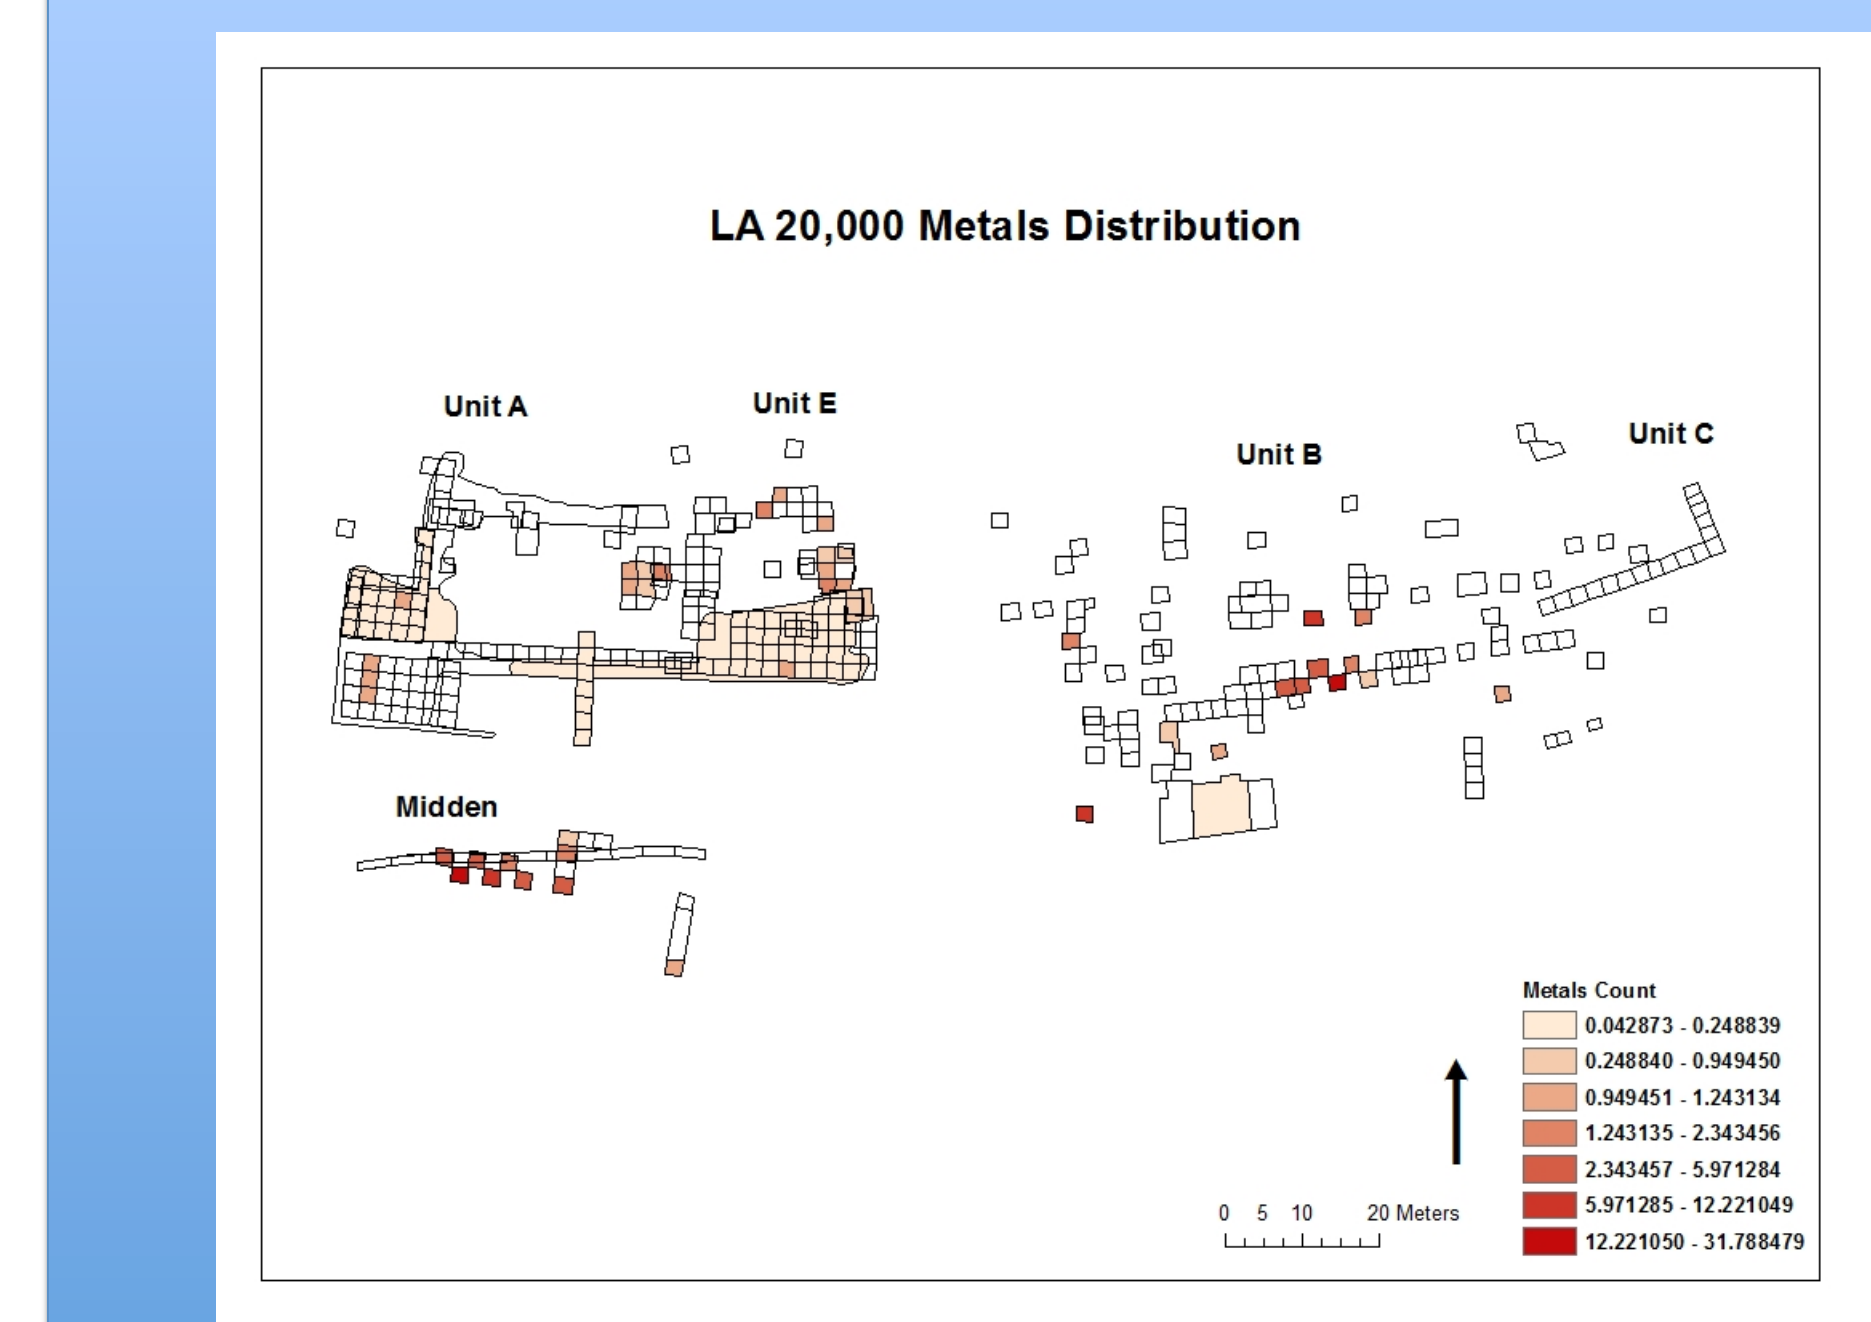 LA 20,000 Metals Distribution
Unit A
Unit E
Unit B
Unit C
Midden
Metals Count
0.042873 - 0.248839
0.248840 - 0.949450
0.949451 - 1.243134
1.243135 - 2.343456
2.343457 - 5.971284
5.971285 - 12.221049
12.221050 - 31.788479
0 5 10 20 Meters